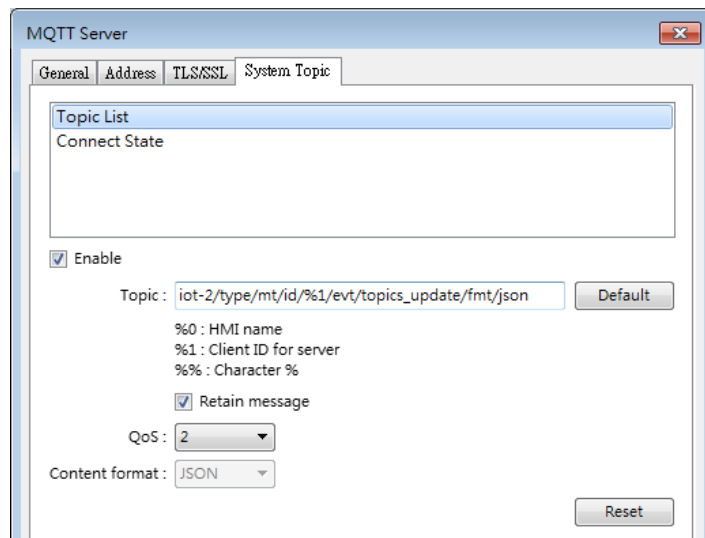 MQTT Server
General Address TLS/SSL System Topic
Topic List
Connect State
Enable
Topic : iot-2/type/mt/id/%1/evt/topics_update/fmt/json Default
%0 : HMI name
%1 : Client ID for server
%% : Character %
Retain message
QoS : 2
Content format : JSON
Reset